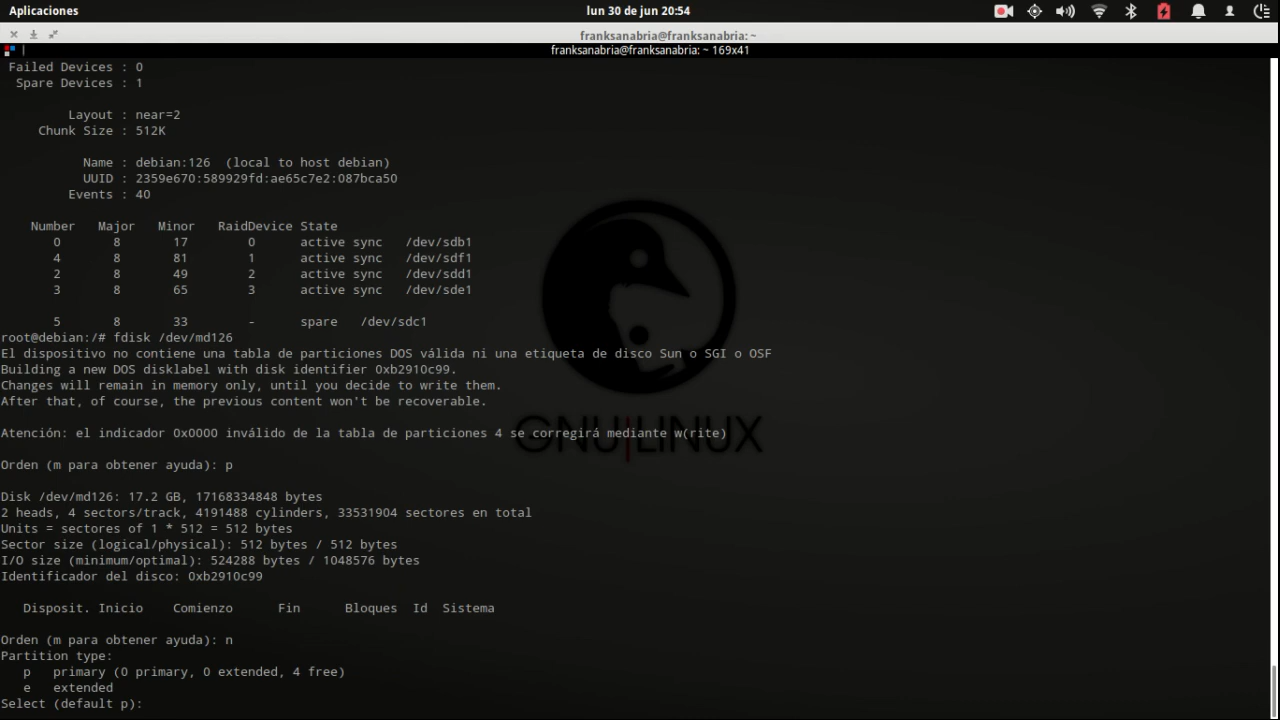 Aplicaciones
lun 30 de jun 20:54
franksanabria@franksanabria: ~
franksanabria@franksanabria: ~ 169x41
Failed Devices : 0
Spare Devices : 1
Layout : near=2
Chunk Size : 512K
Name : debian:126  (local to host debian)
UUID : 2359e670:589929fd:ae65c7e2:087bca50
Events : 40
Number   Major   Minor   RaidDevice State
0       8       17        0      active sync   /dev/sdb1
4       8       81        1      active sync   /dev/sdf1
2       8       49        2      active sync   /dev/sdd1
3       8       65        3      active sync   /dev/sde1
5       8       33        -      spare   /dev/sdc1
root@debian:/# fdisk /dev/md126
El dispositivo no contiene una tabla de particiones DOS válida ni una etiqueta de disco Sun o SGI o OSF
Building a new DOS disklabel with disk identifier 0xb2910c99.
Changes will remain in memory only, until you decide to write them.
After that, of course, the previous content won't be recoverable.
GNU|LINUX
Atención: el indicador 0x0000 inválido de la tabla de particiones 4 se corregirá mediante w(rite)
Orden (m para obtener ayuda): p
Disk /dev/md126: 17.2 GB, 17168334848 bytes
2 heads, 4 sectors/track, 4191488 cylinders, 33531904 sectores en total
Units = sectores of 1 * 512 = 512 bytes
Sector size (logical/physical): 512 bytes / 512 bytes
I/O size (minimum/optimal): 524288 bytes / 1048576 bytes
Identificador del disco: 0xb2910c99
Disposit. Inicio    Comienzo      Fin      Bloques  Id  Sistema
Orden (m para obtener ayuda): n
Partition type:
p   primary (0 primary, 0 extended, 4 free)
e   extended
Select (default p):